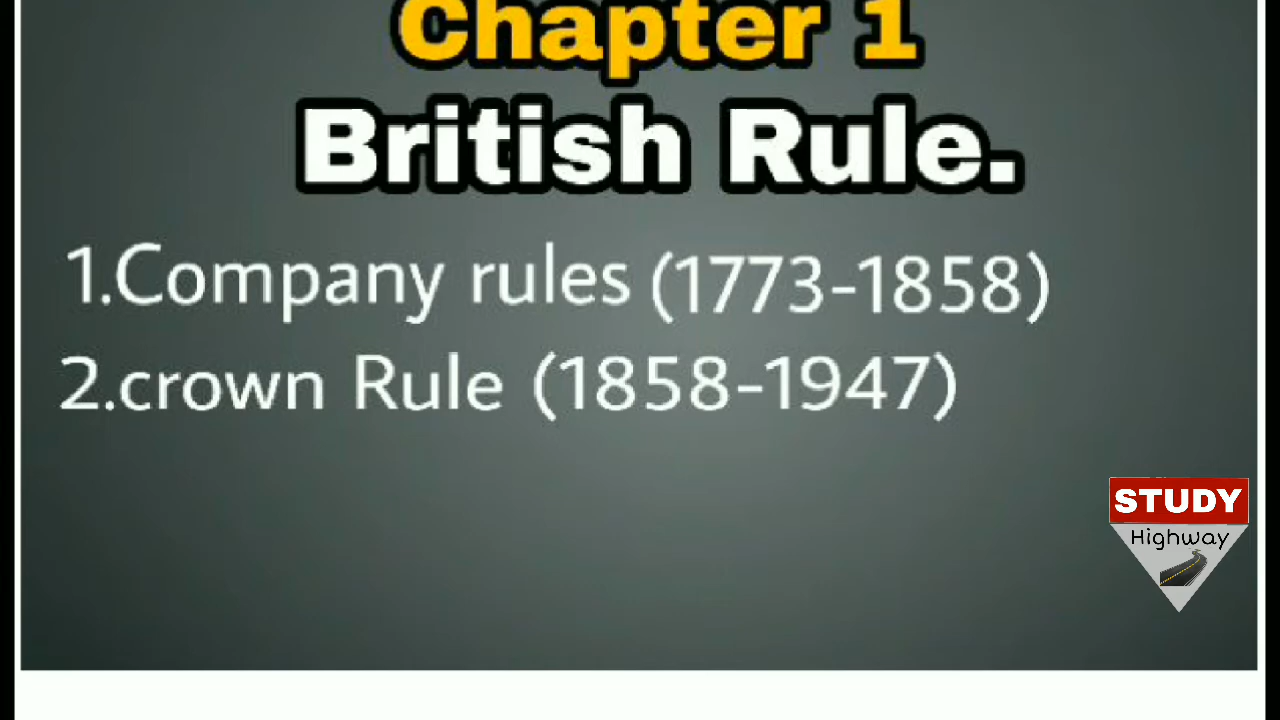 Chapter 1
British Rule.
1.Company rules (1773-1858)
2.crown Rule (1858-1947)
STUDY
Highway